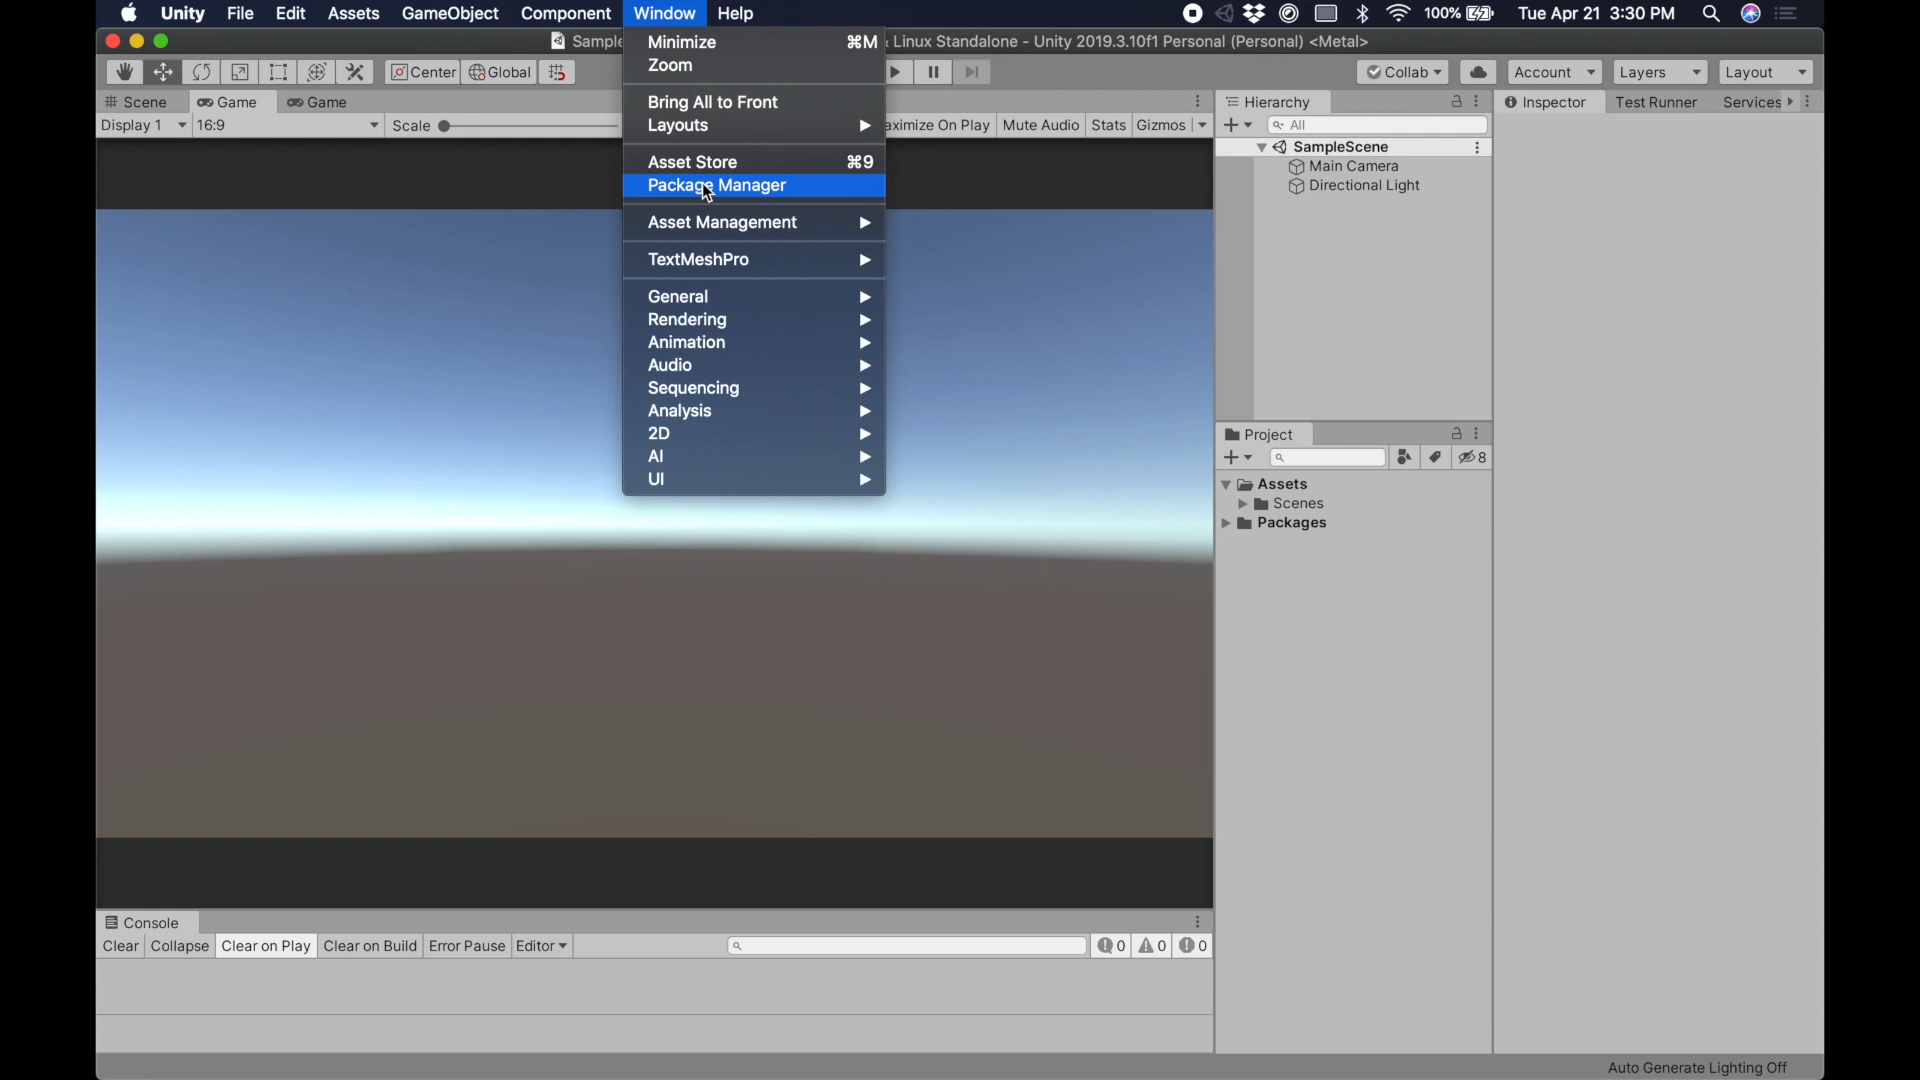 Unity File Edit Assets GameObject Component Window Help 100% Tue Apr 21 3:30 PM
Sample Linux Standalone - Unity 2019.3.10f1 Personal (Personal) <Metal>
Minimize ⌘M
Zoom
Center Global Collab Account Layers Layout
Bring All to Front
Layouts
Scene Game Game Hierarchy Inspector Test Runner Services
Display 1 16:9 Scale aximize On Play Mute Audio Stats Gizmos All
SampleScene
Main Camera
Directional Light
Asset Store ⌘9
Package Manager
Asset Management
TextMeshPro
General
Rendering
Animation
Audio
Sequencing
Analysis
2D
AI
UI
Project
8
Assets
Scenes
Packages
Console
Clear Collapse Clear on Play Clear on Build Error Pause Editor 0 0 0
Auto Generate Lighting Off